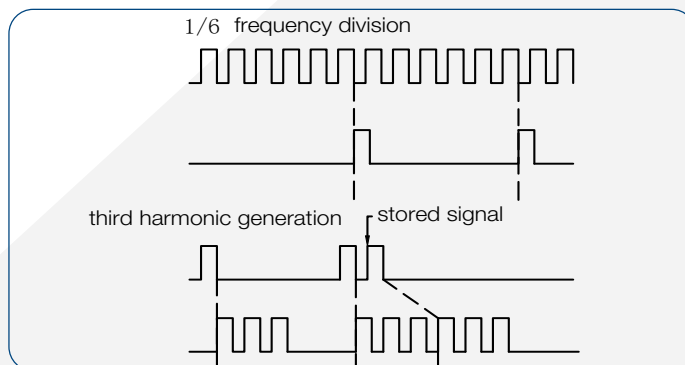 1/6 frequency division
third harmonic generation
stored signal